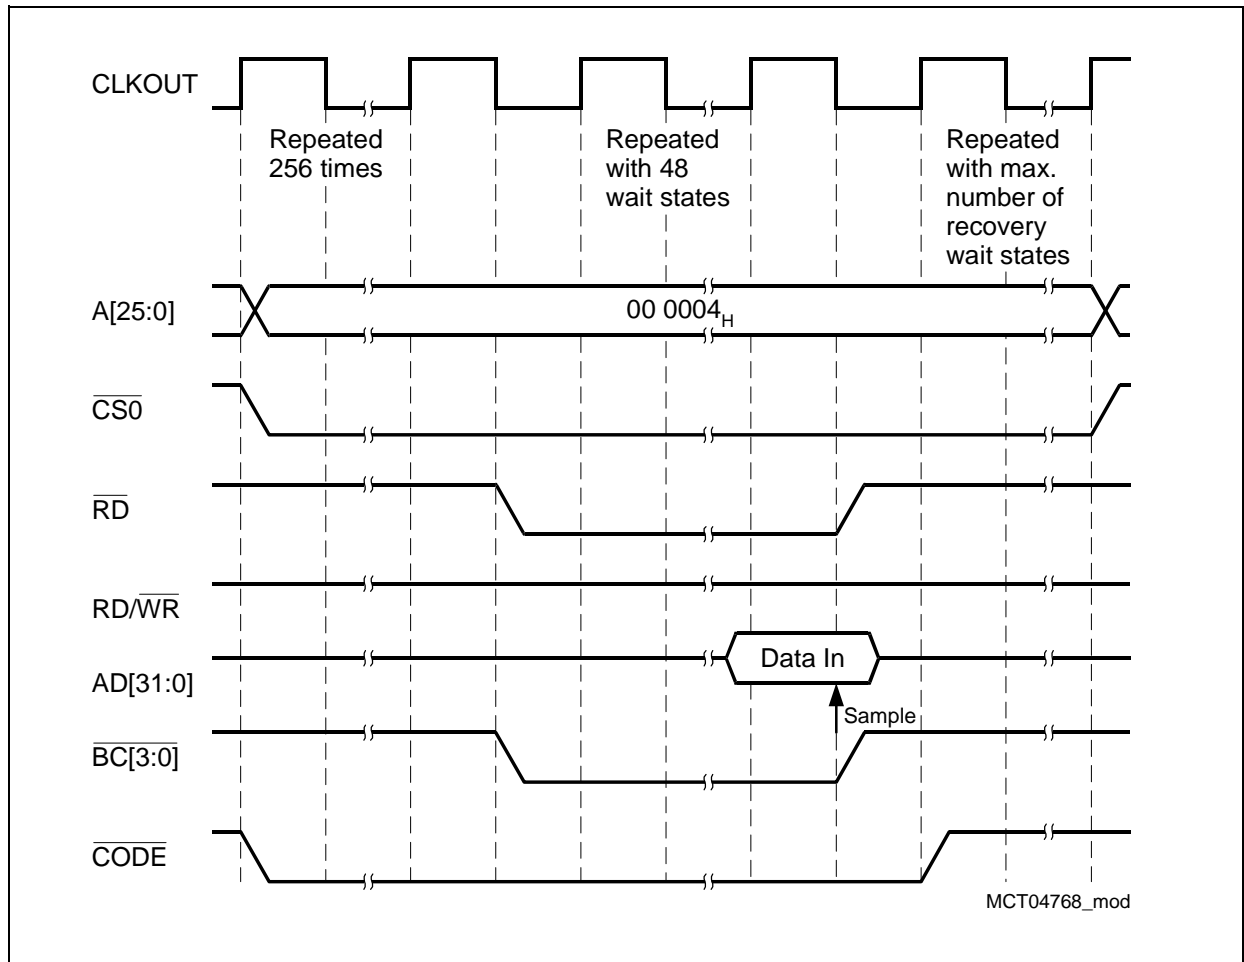 CLKOUT
Repeated
256 times
Repeated
with 48
wait states
Repeated
with max.
number of
recovery
wait states
A[25:0]
00 0004H
CS0
RD
RD/WR
AD[31:0]
Data In
Sample
BC[3:0]
CODE
MCT04768_mod